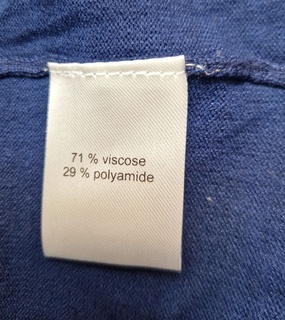 71 % viscose
29 % polyamide